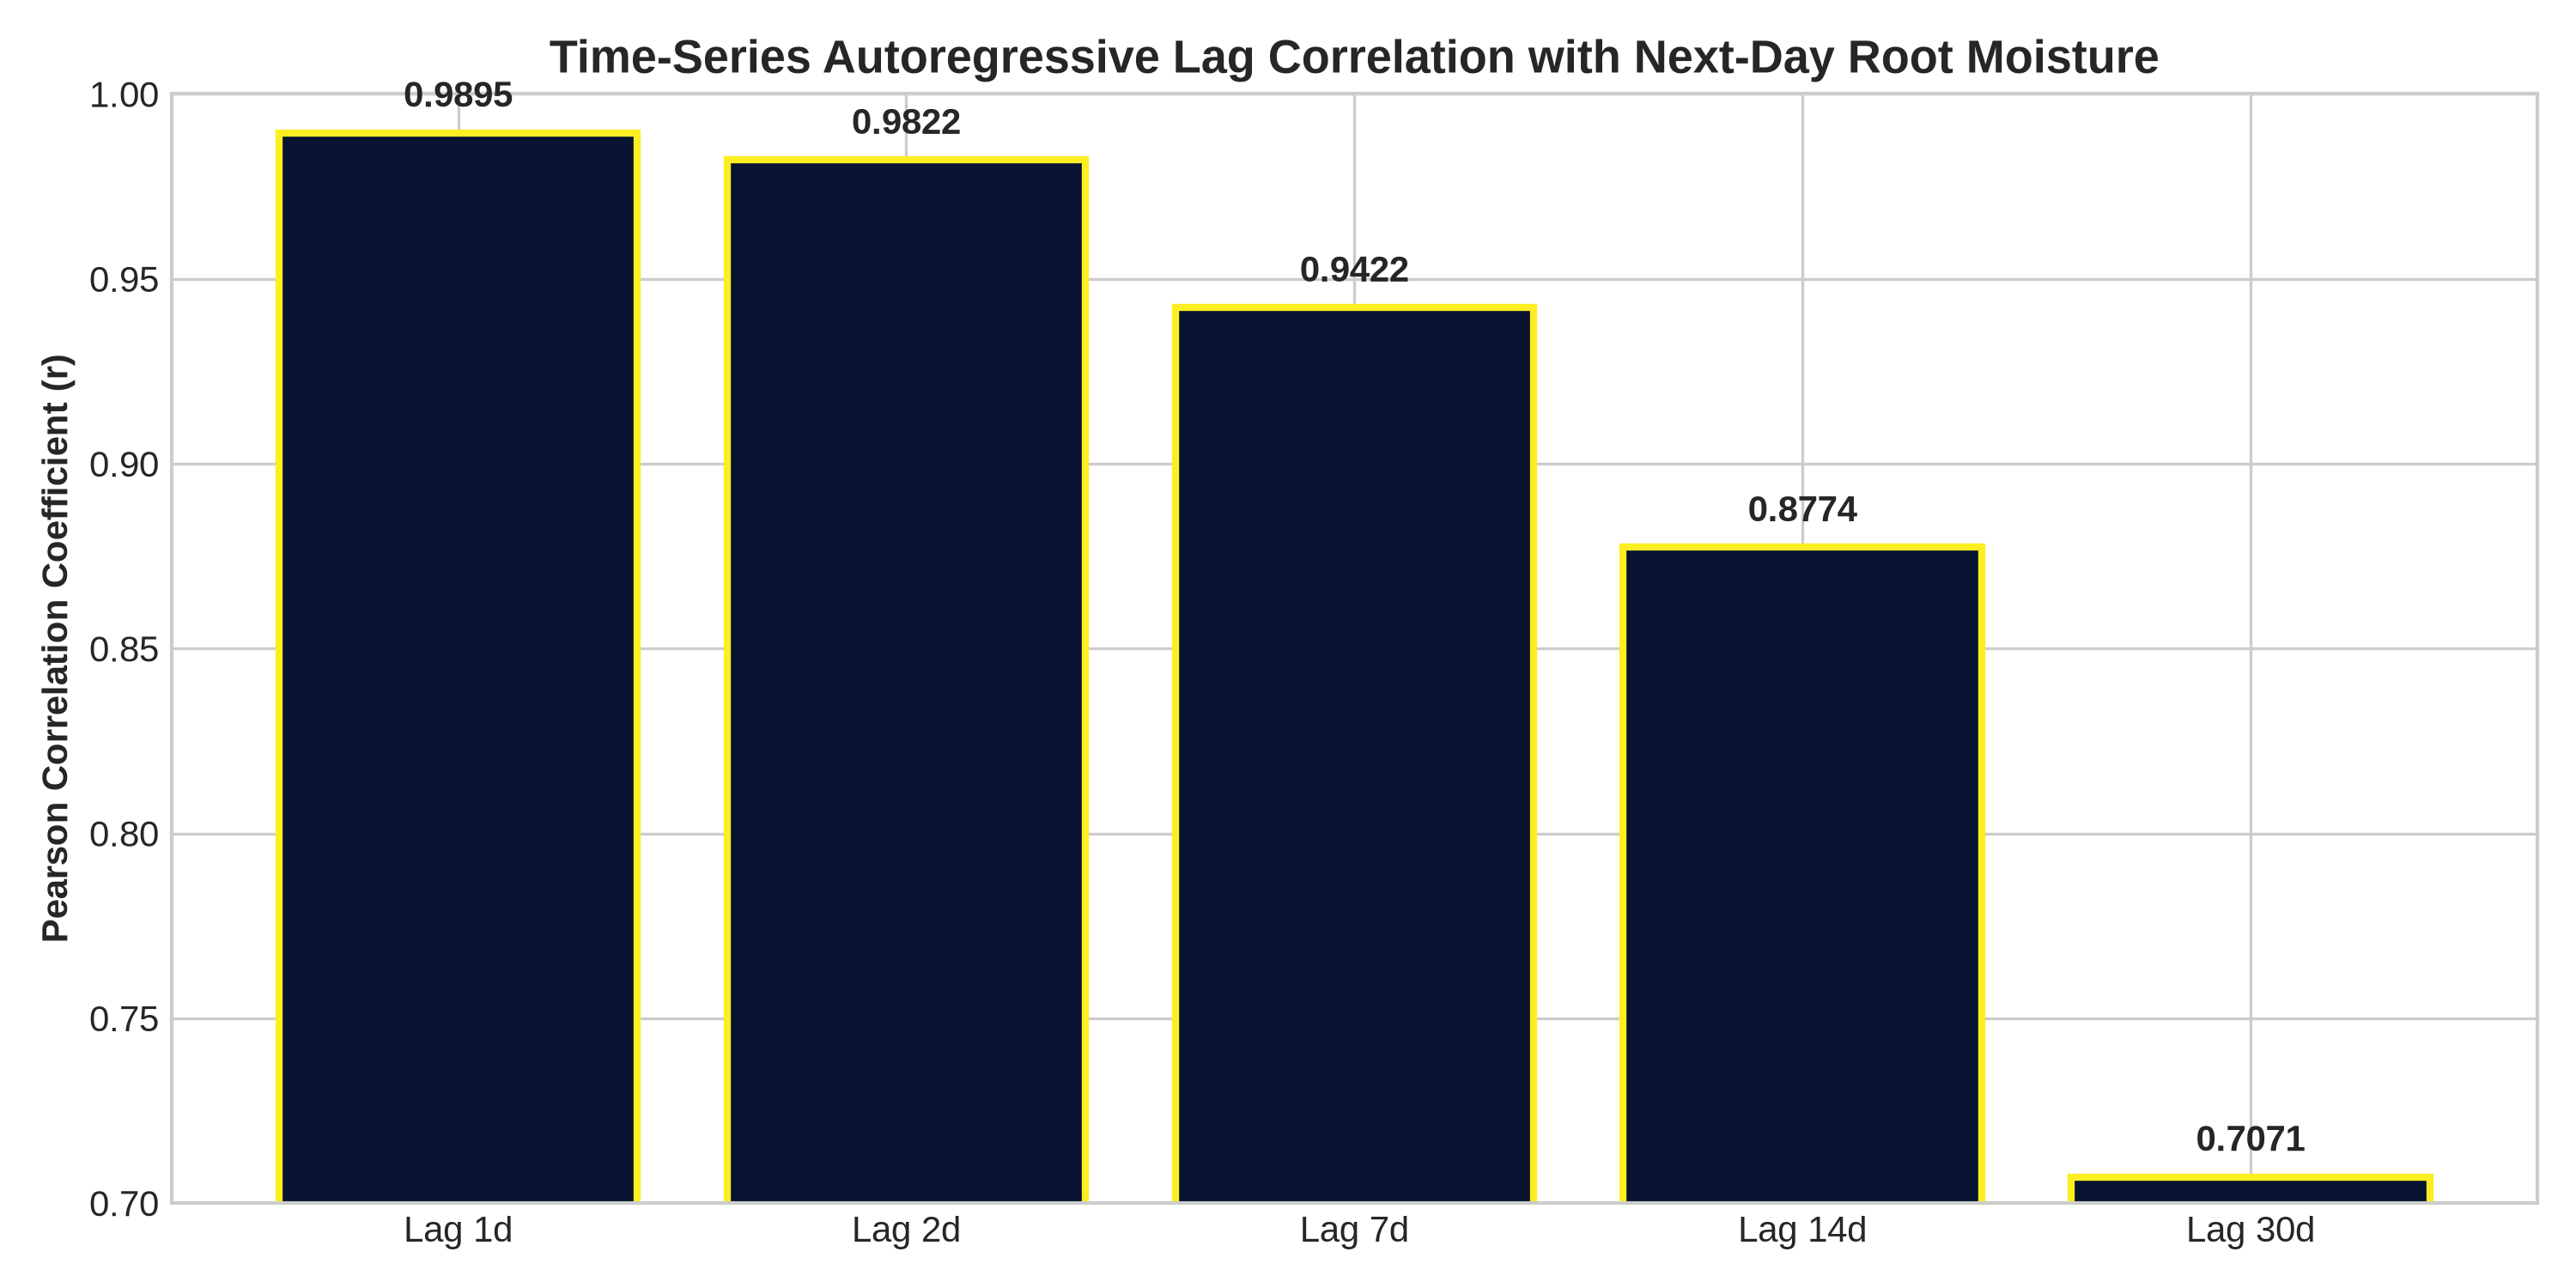 Time-Series Autoregressive Lag Correlation with Next-Day Root Moisture
Pearson Correlation Coefficient (r)
1.00
0.95
0.90
0.85
0.80
0.75
0.70
0.9895
0.9822
0.9422
0.8774
0.7071
Lag 1d
Lag 2d
Lag 7d
Lag 14d
Lag 30d